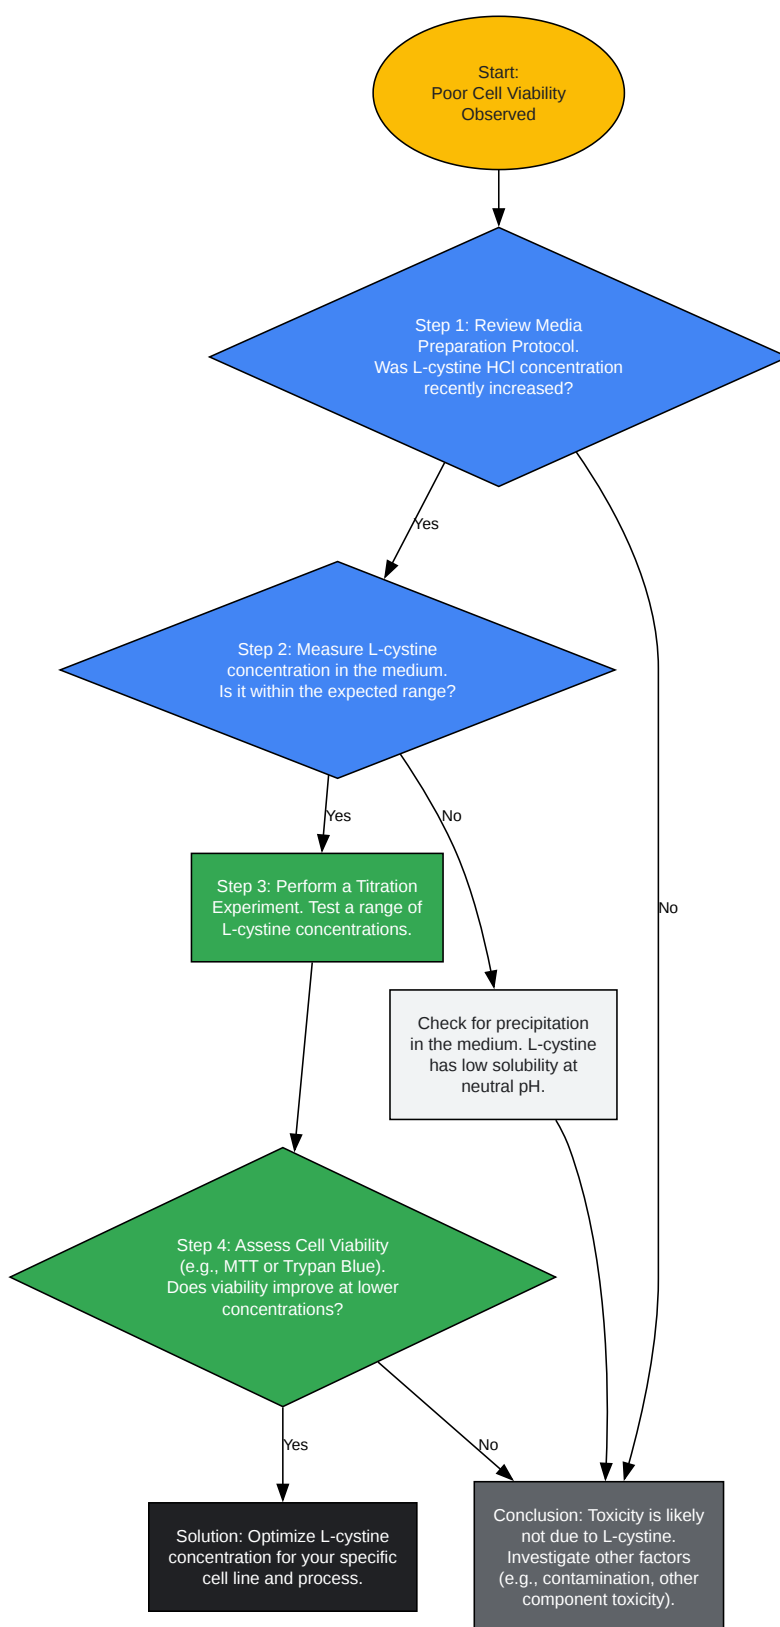 Start:
Poor Cell Viability
Observed
Step 1: Review Media
Preparation Protocol.
Was L-cystine HCl concentration
recently increased?
Yes
Step 2: Measure L-cystine
concentration in the medium.
Is it within the expected range?
Yes
No
Step 3: Perform a Titration
Experiment. Test a range of
L-cystine concentrations.
No
Check for precipitation
in the medium. L-cystine
has low solubility at
neutral pH.
Step 4: Assess Cell Viability
(e.g., MTT or Trypan Blue).
Does viability improve at lower
concentrations?
Yes
No
Solution: Optimize L-cystine
concentration for your specific
cell line and process.
Conclusion: Toxicity is likely
not due to L-cystine.
Investigate other factors
(e.g., contamination, other
component toxicity).